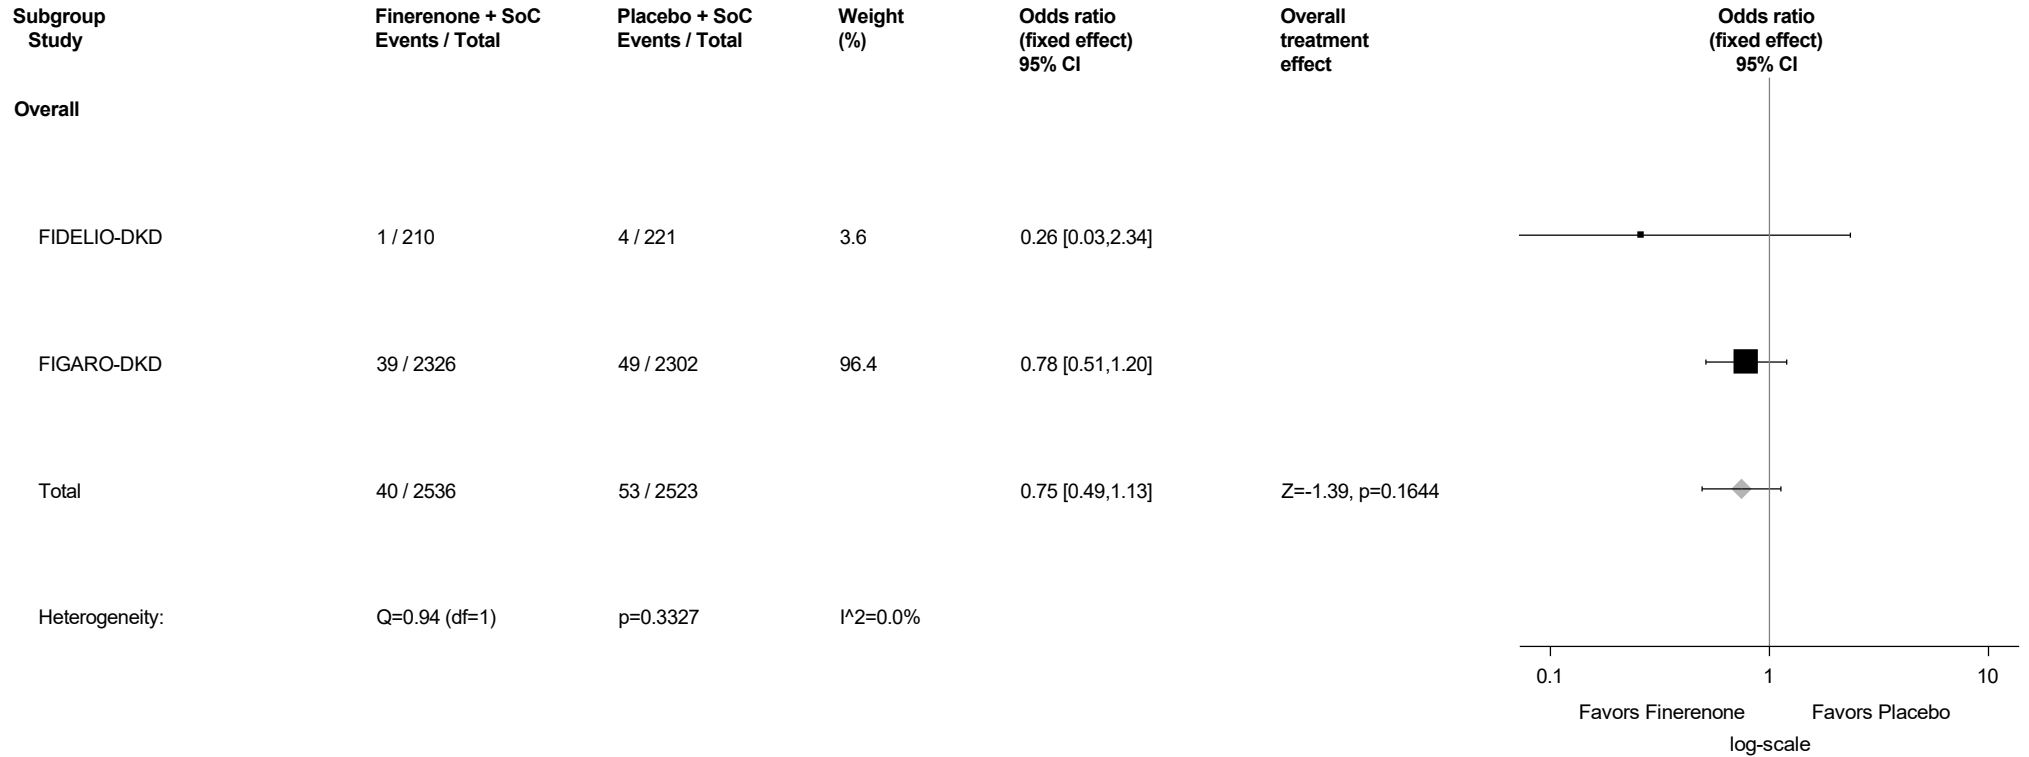 Subgroup Finerenone + SoC Placebo + SoC Weight Odds ratio Overall Odds ratio
Study Events / Total Events / Total (%) (fixed effect) treatment (fixed effect)
95% CI effect 95% CI
Overall
FIDELIO-DKD 1 / 210 4 / 221 3.6 0.26 [0.03,2.34]
FIGARO-DKD 39 / 2326 49 / 2302 96.4 0.78 [0.51,1.20]
Total 40 / 2536 53 / 2523 0.75 [0.49,1.13] Z=-1.39, p=0.1644
Heterogeneity: Q=0.94 (df=1) p=0.3327 I^2=0.0%
0.1 1 10
Favors Finerenone Favors Placebo
log-scale